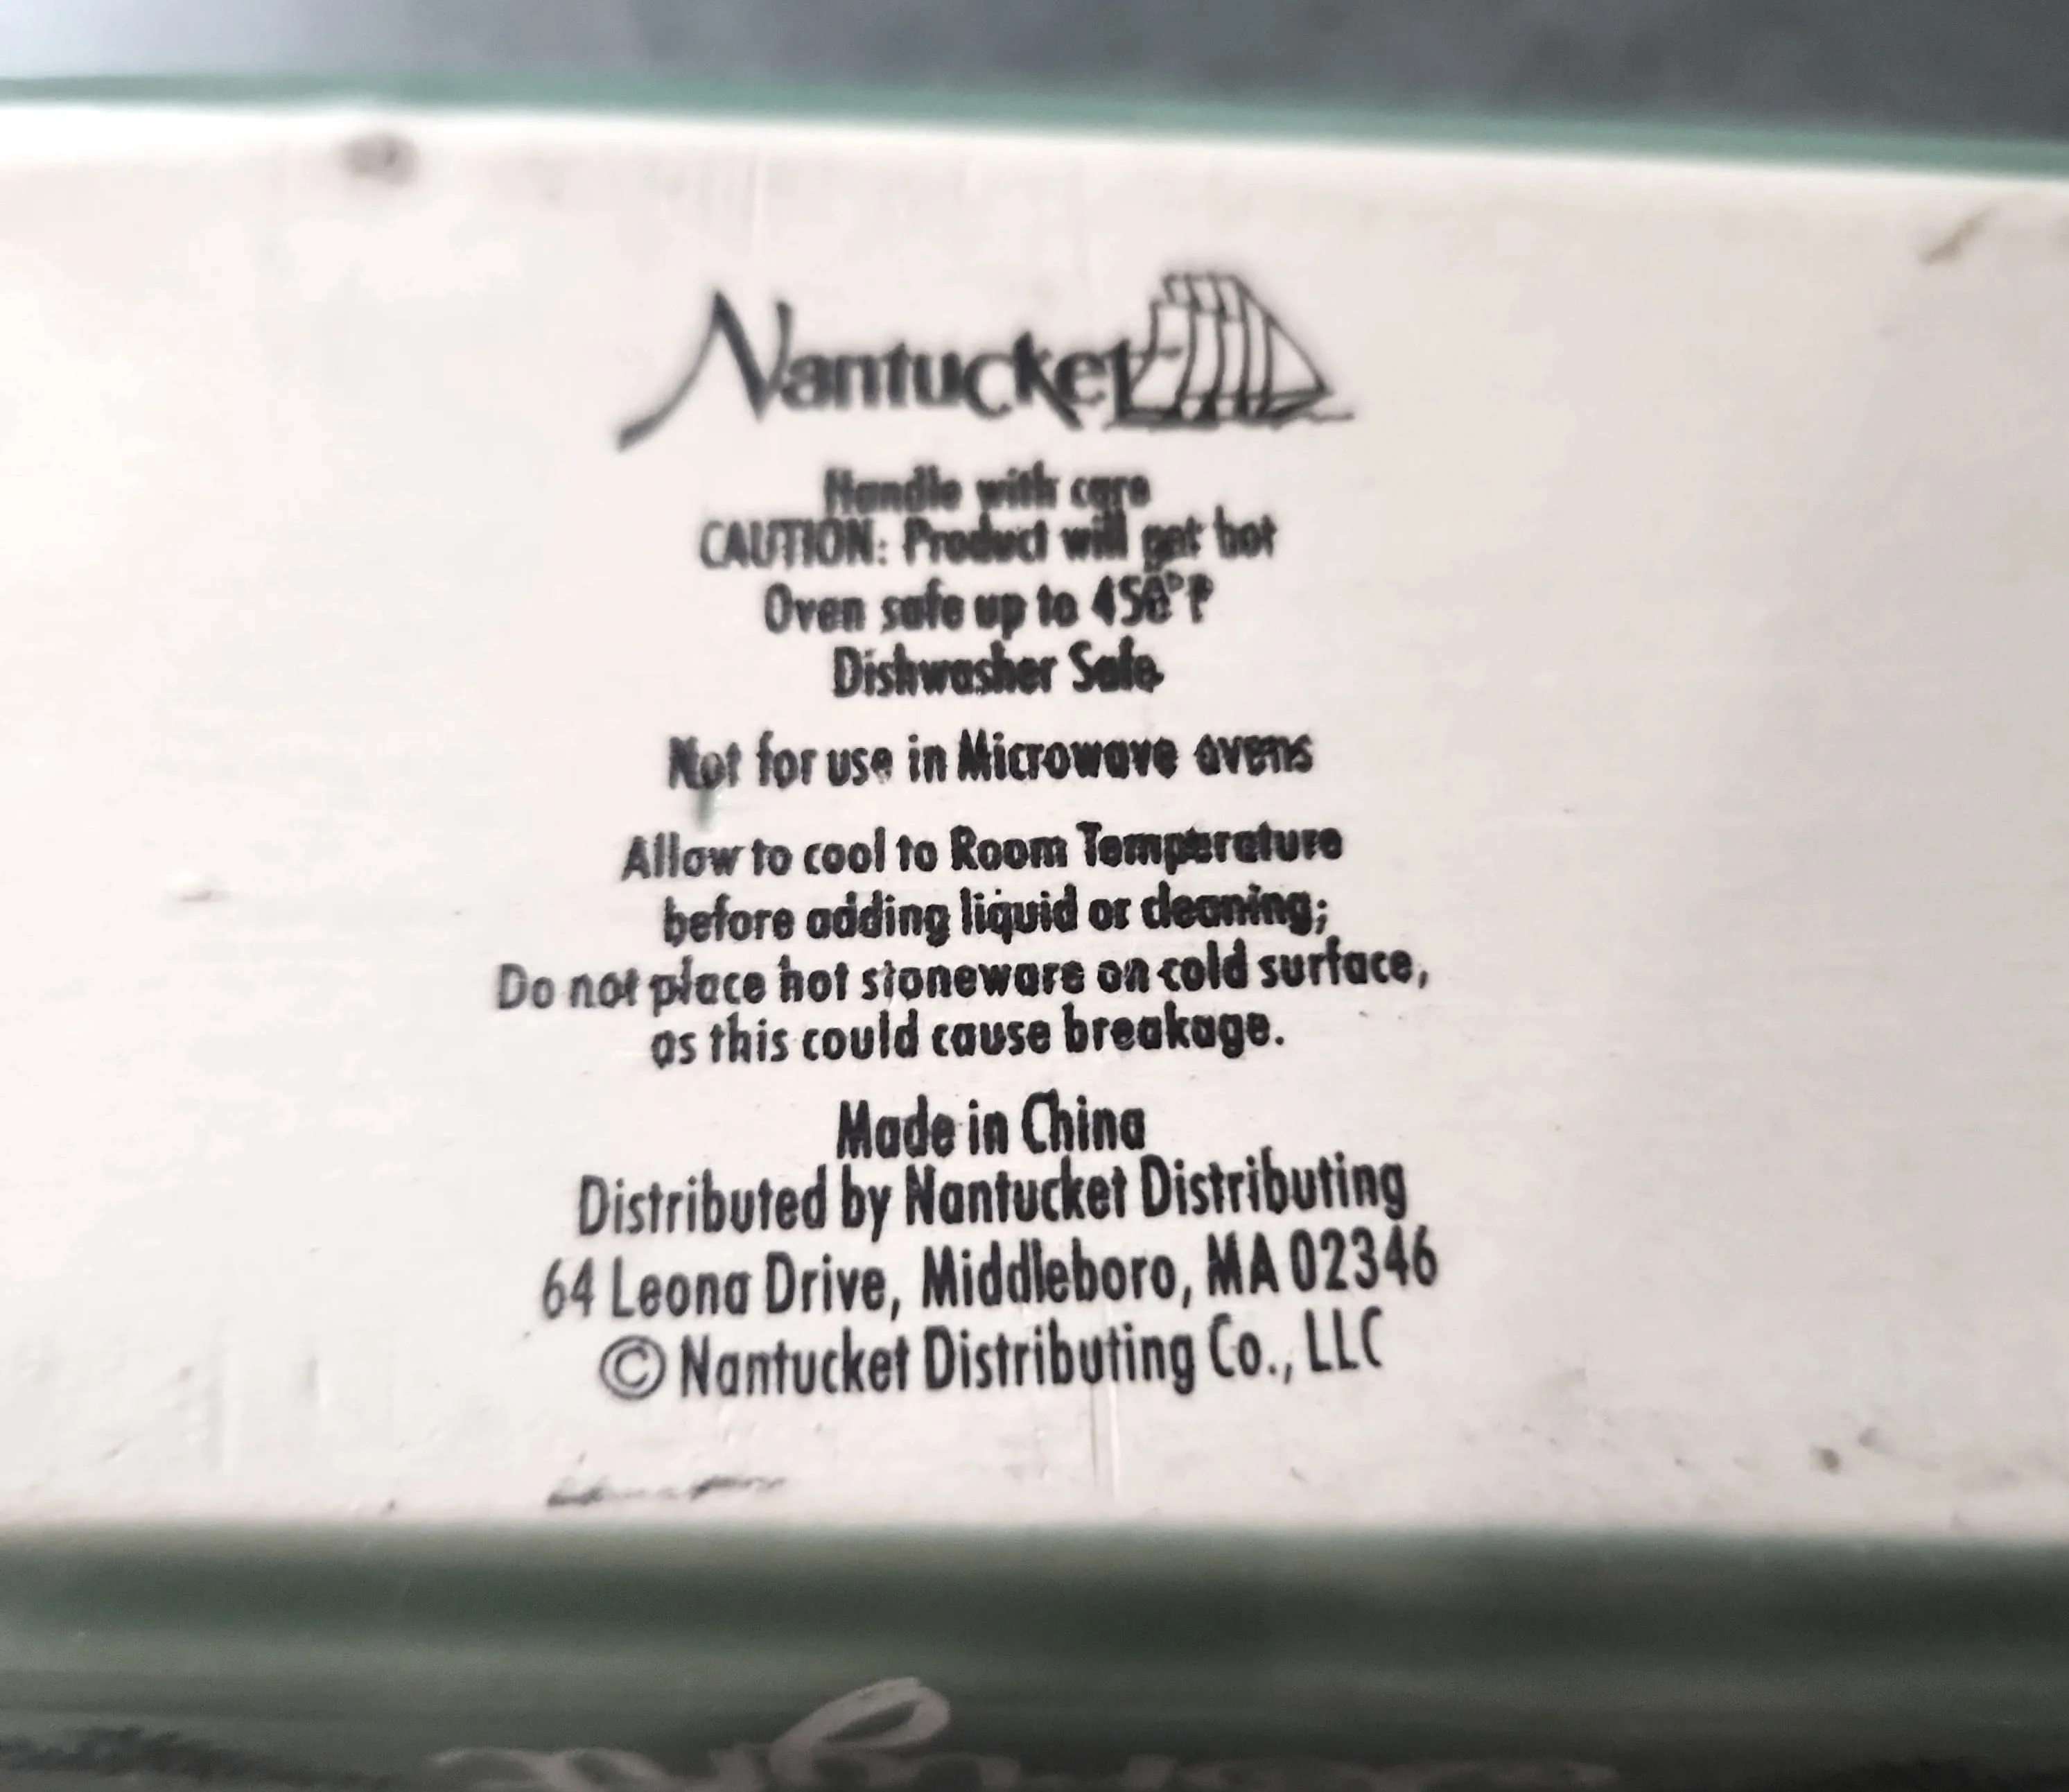 Nantucket
Handle with care
CAUTION: Product will get hot
Oven safe up to 450°F
Dishwasher Safe
Not for use in Microwave ovens
Allow to cool to Room Temperature
before adding liquid or cleaning;
Do not place hot stoneware on cold surface,
as this could cause breakage.
Made in China
Distributed by Nantucket Distributing
64 Leona Drive, Middleboro, MA 02346
© Nantucket Distributing Co., LLC